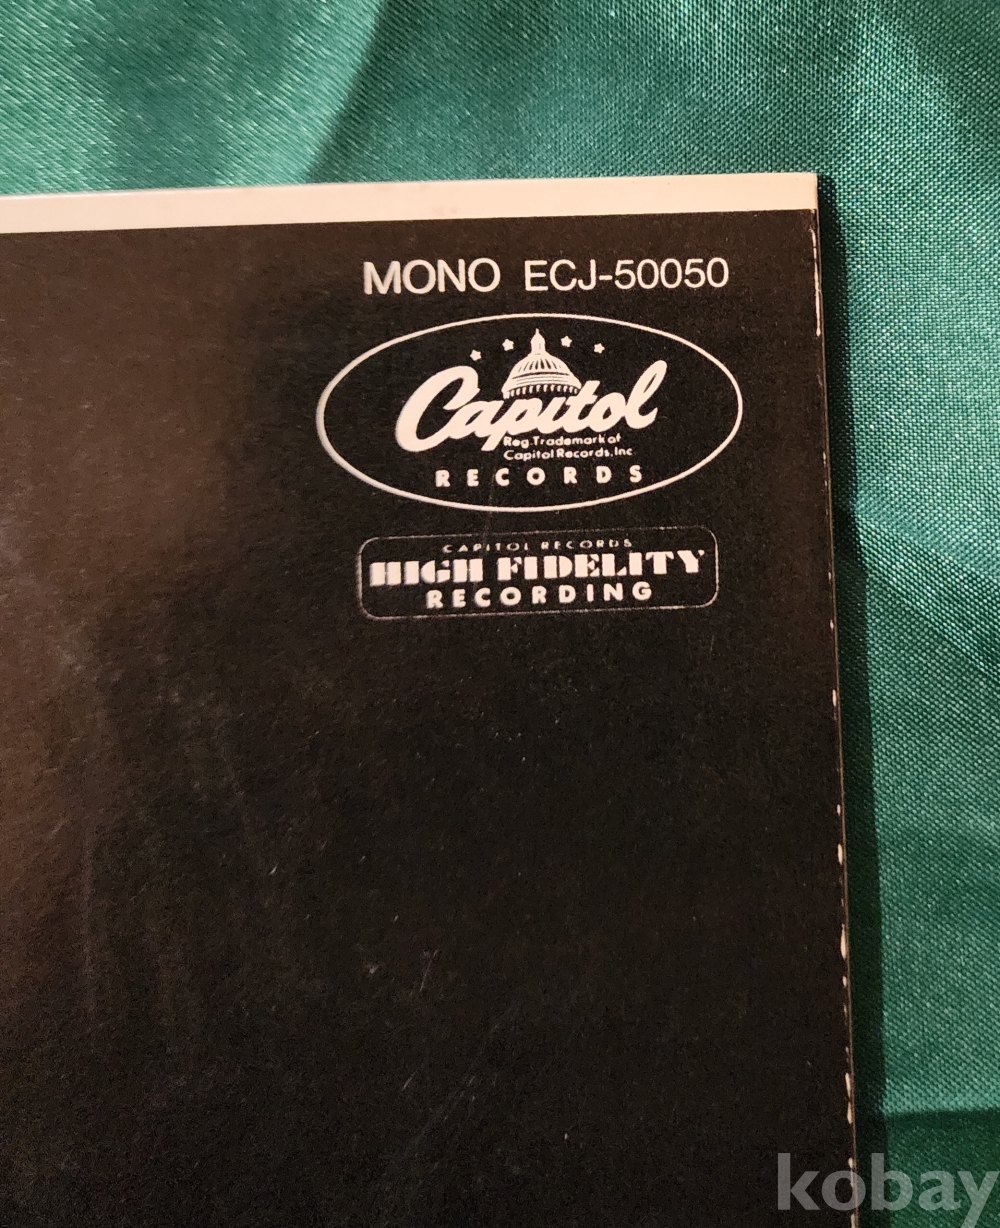 MONO ECJ-50050
Capitol
Reg.Trademark of
Capitol Records, Inc
RECORDS
CAPITOL RECORDS
HIGH FIDELITY
RECORDING
kobay